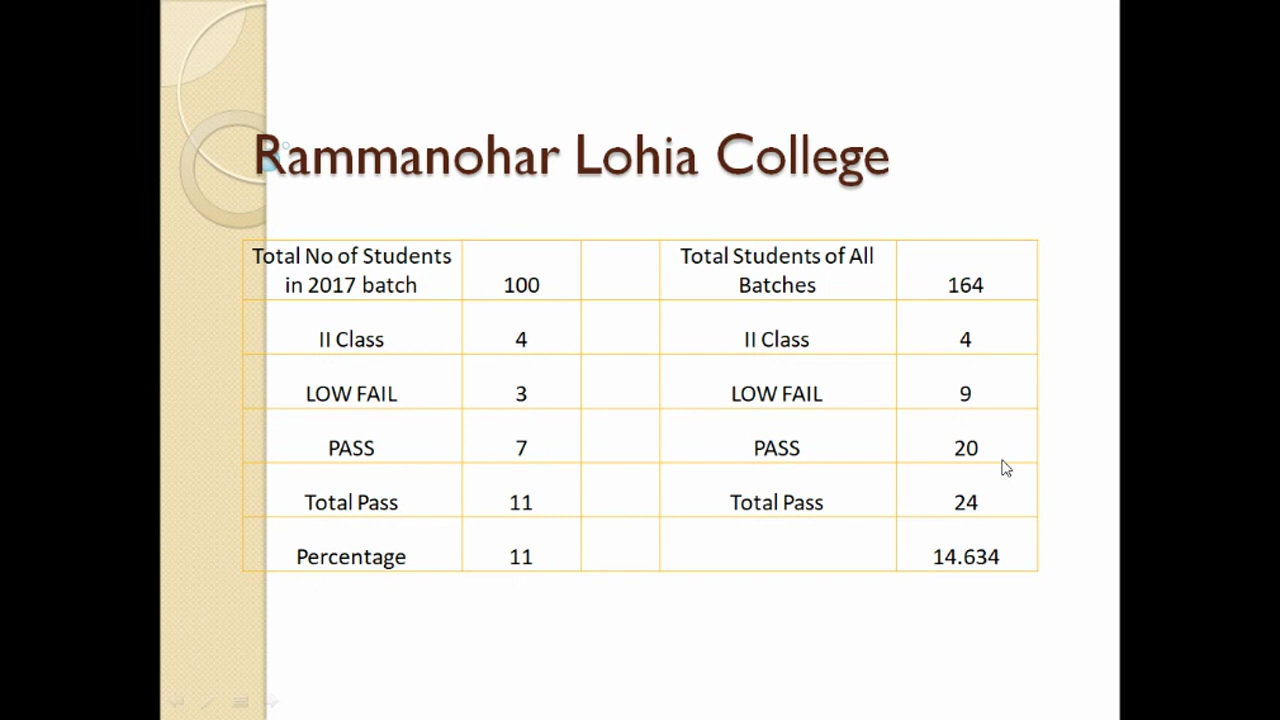 Rammanohar Lohia College
Total No of Students
in 2017 batch 100 Total Students of All
Batches 164
II Class 4 II Class 4
LOW FAIL 3 LOW FAIL 9
PASS 7 PASS 20
Total Pass 11 Total Pass 24
Percentage 11 14.634